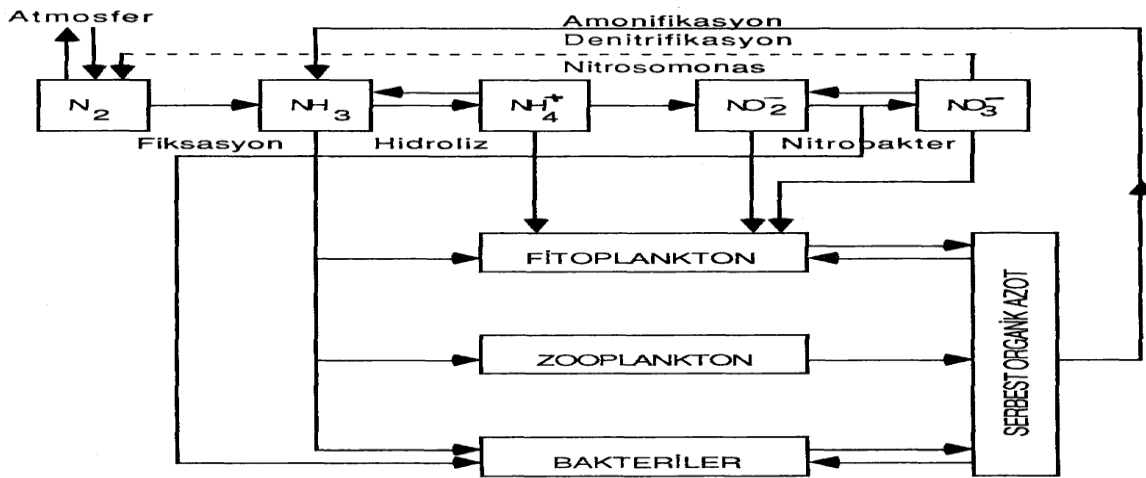 Atmosfer
Amonifikasyon
Denitrifikasyon
Nitrosomonas
N2
NH3
NH4+
NO2-
NO3-
Fiksasyon
Hidroliz
Nitrobakter
FİTOPLANKTON
ZOOPLANKTON
BAKTERİLER
SERBEST ORGANİK AZOT